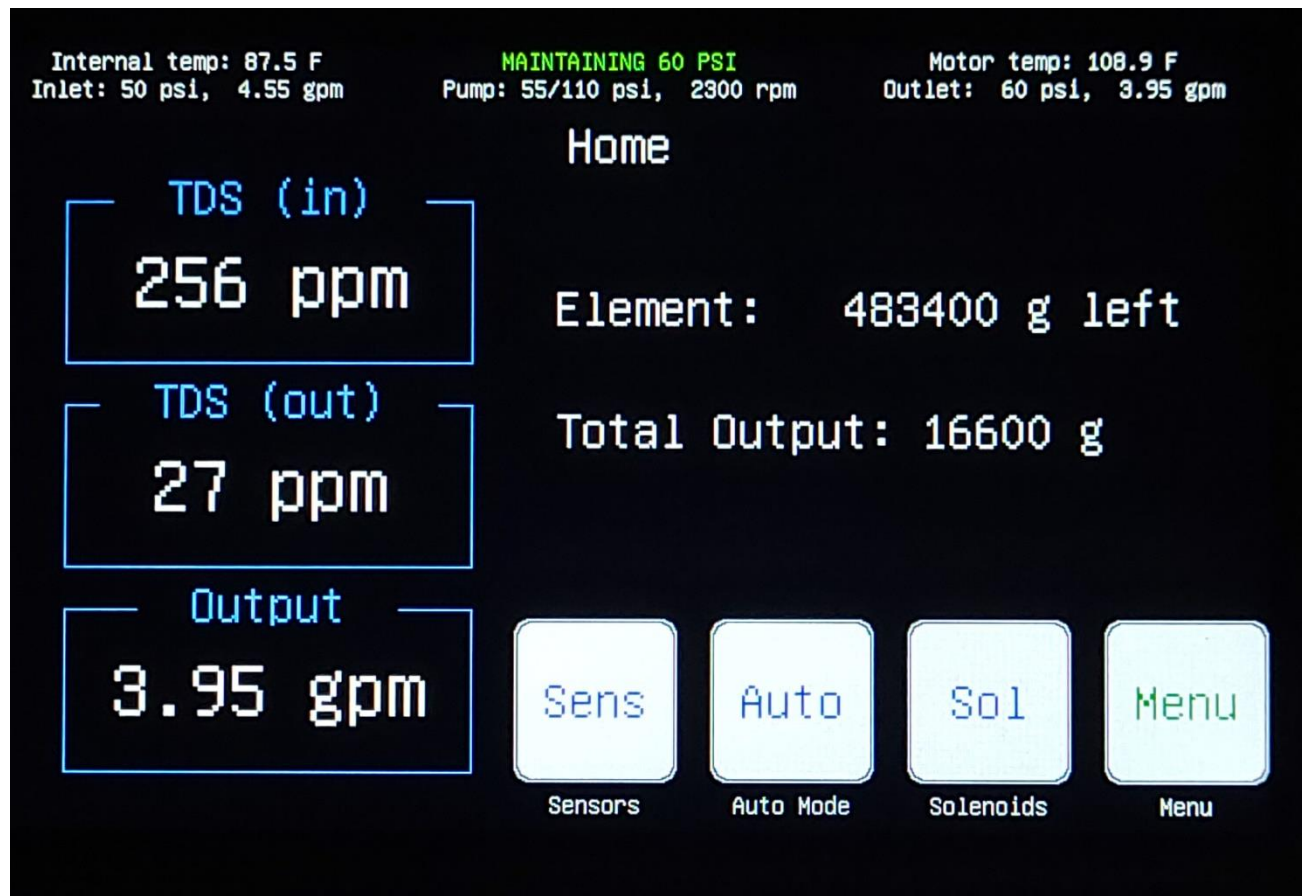 Internal temp: 87.5 F
MAINTAINING 60 PSI
Motor temp: 108.9 F
Inlet: 50 psi, 4.55 gpm
Pump: 55/110 psi, 2300 rpm
Outlet: 60 psi, 3.95 gpm
Home
TDS (in)
256 ppm
Element: 483400 g left
TDS (out)
27 ppm
Total Output: 16600 g
Output
3.95 gpm
Sens
Auto
Sol
Menu
Sensors
Auto Mode
Solenoids
Menu